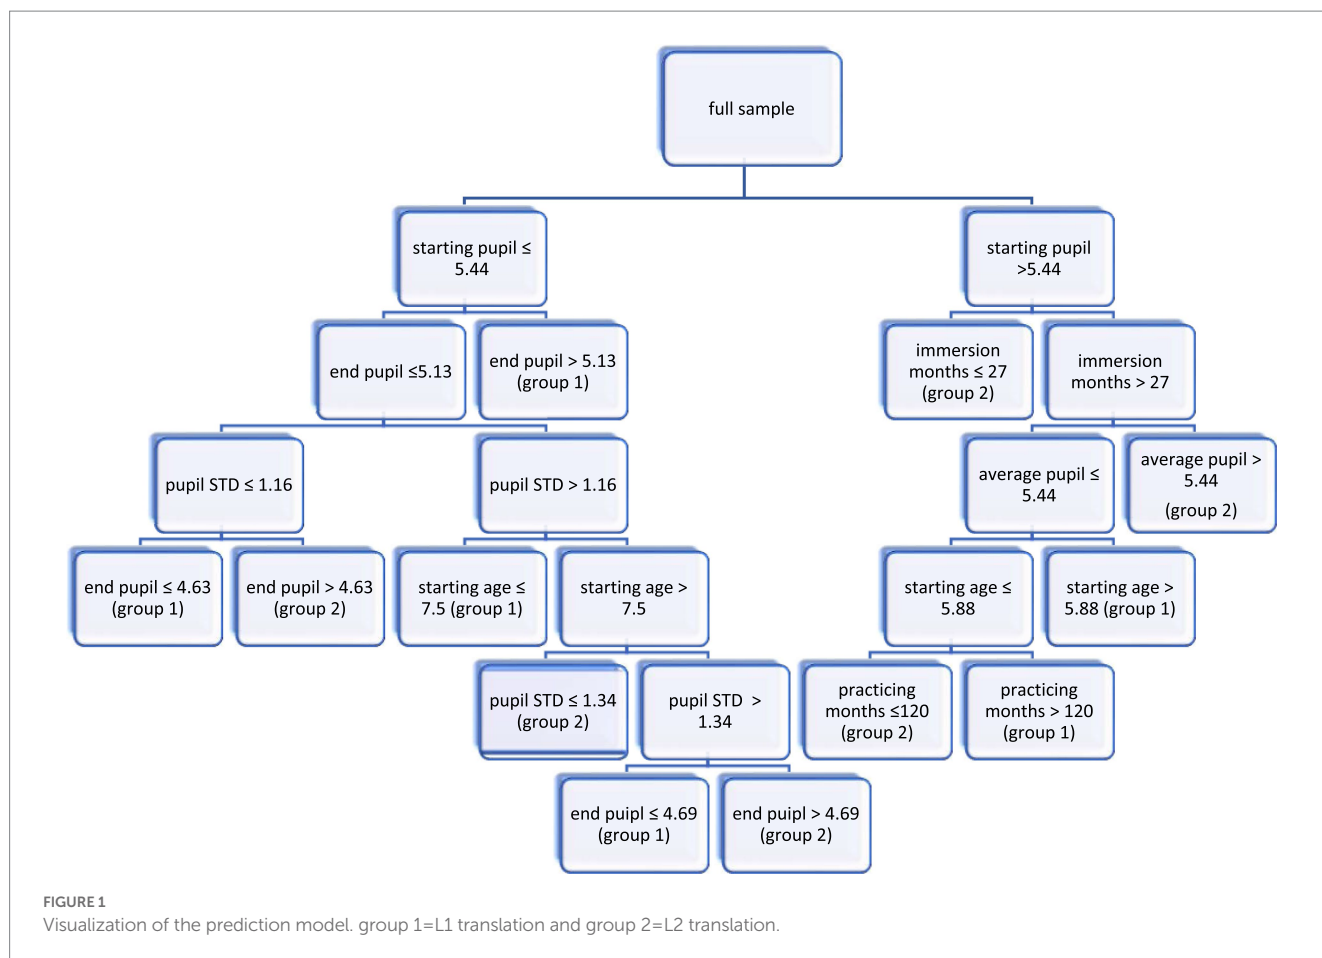 full sample
starting pupil ≤
5.44
starting pupil
>5.44
end pupil ≤5.13
end pupil > 5.13
(group 1)
immersion
months ≤ 27
(group 2)
immersion
months > 27
pupil STD ≤ 1.16
pupil STD > 1.16
average pupil ≤
5.44
average pupil >
5.44
(group 2)
end pupil ≤ 4.63
(group 1)
end pupil > 4.63
(group 2)
starting age ≤
7.5 (group 1)
starting age >
7.5
starting age ≤
5.88
starting age >
5.88 (group 1)
pupil STD ≤ 1.34
(group 2)
pupil STD >
1.34
practicing
months ≤120
(group 2)
practicing
months > 120
(group 1)
end puipl ≤ 4.69
(group 1)
end puipl > 4.69
(group 2)
FIGURE 1
Visualization of the prediction model. group 1=L1 translation and group 2=L2 translation.